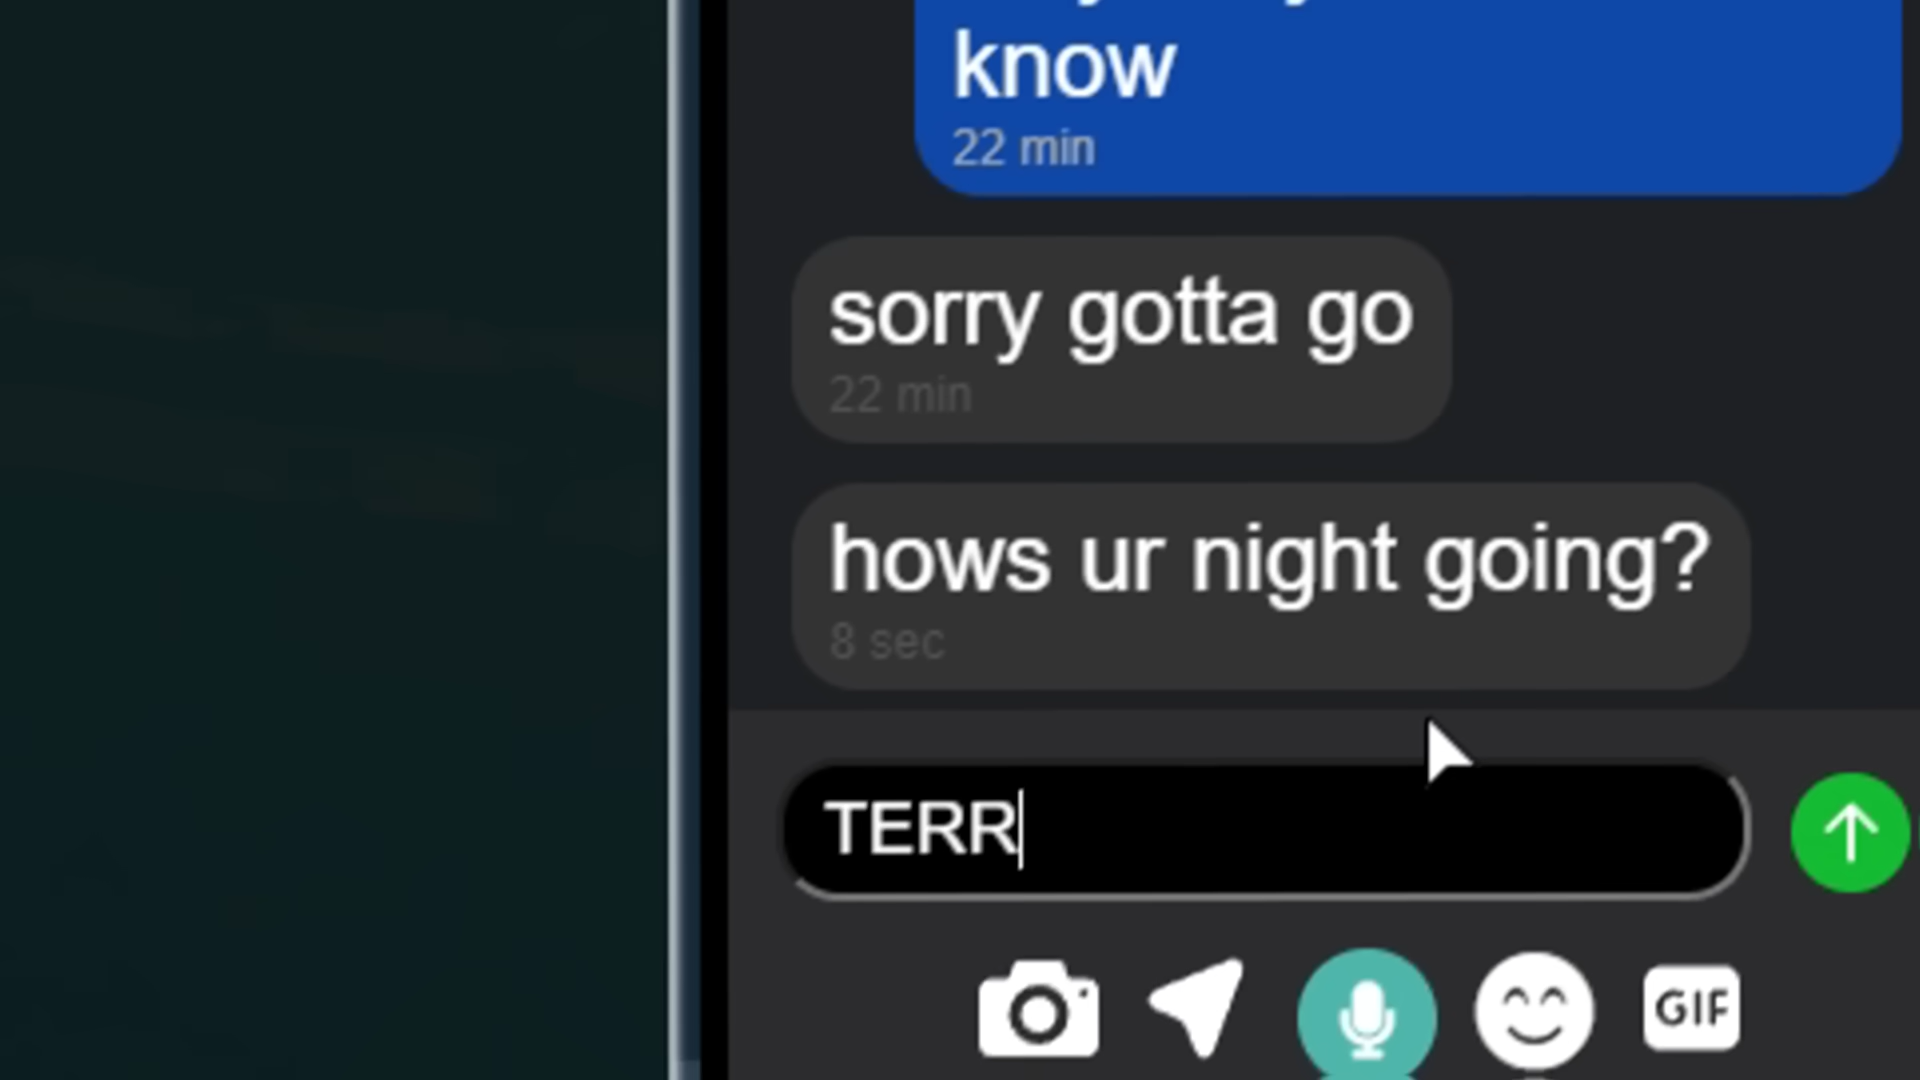 know
22 min
sorry gotta go
22 min
hows ur night going?
8 sec
TERR
GIF